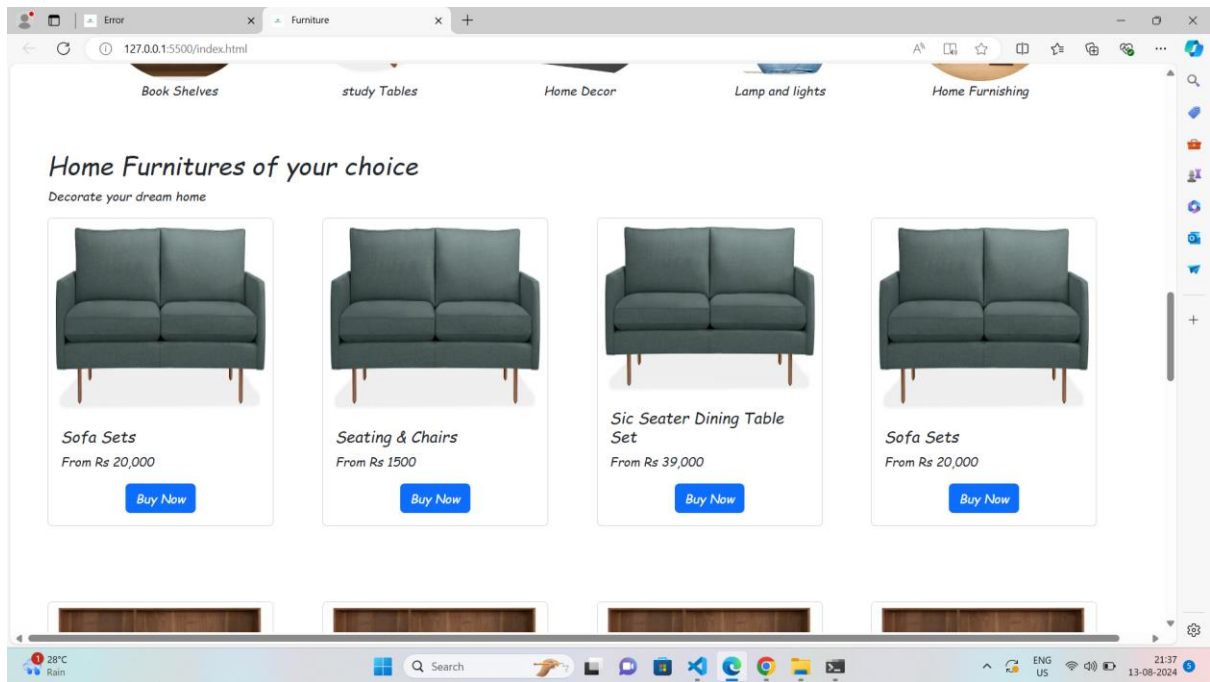 Error
Furniture
127.0.0.1:5500/index.html
Book Shelves
study Tables
Home Decor
Lamp and lights
Home Furnishing
Home Furnitures of your choice
Decorate your dream home
Sofa Sets
From Rs 20,000
Buy Now
Seating & Chairs
From Rs 1500
Buy Now
Sic Seater Dining Table
Set
From Rs 39,000
Buy Now
Sofa Sets
From Rs 20,000
Buy Now
1
28°C
Rain
Search
ENG
US
21:37
13-08-2024
5